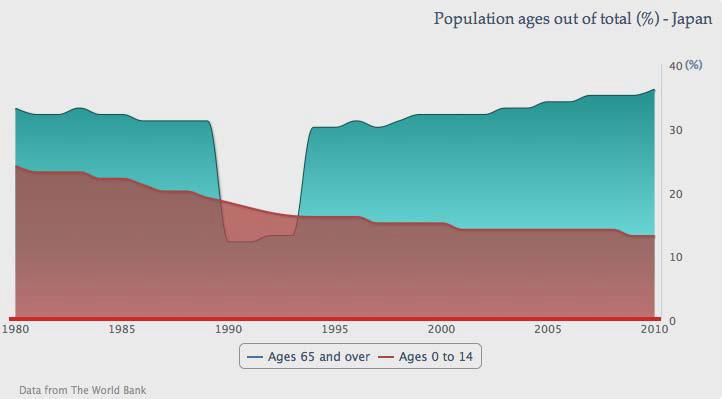 Population ages out of total (%) - Japan
40 (%)
30
20
10
0
1980 1985 1990 1995 2000 2005 2010
Ages 65 and over Ages 0 to 14
Data from The World Bank